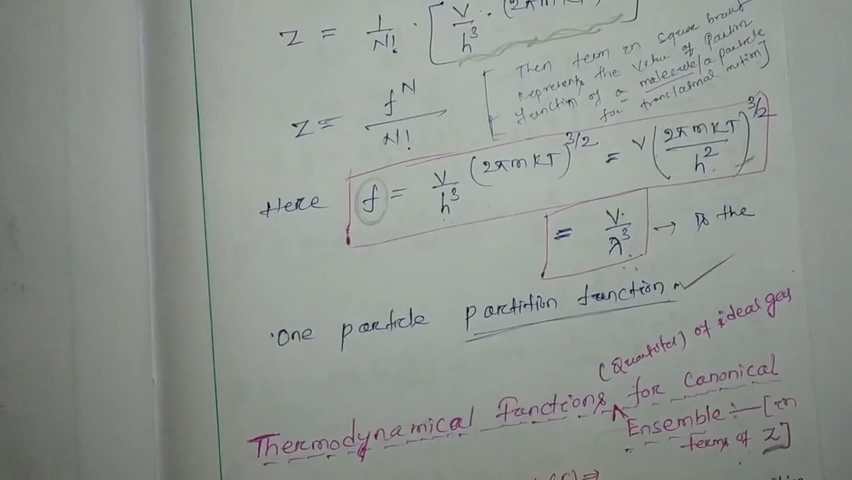 Z = 1/N! · [V/h³ · (2πmKT)
[Then term in square
represents the value of
function of a molecule/a particle
for translational motion]
Z = f^N/N!
Here f = V/h³ (2πmKT)^3/2 = V (2πmKT/h²)^3/2
= V/λ³ → is the
one particle partition function
(Quantities) of ideal gas
Thermodynamical Functions ^ for Canonical
Ensemble :— [in
terms of Z]